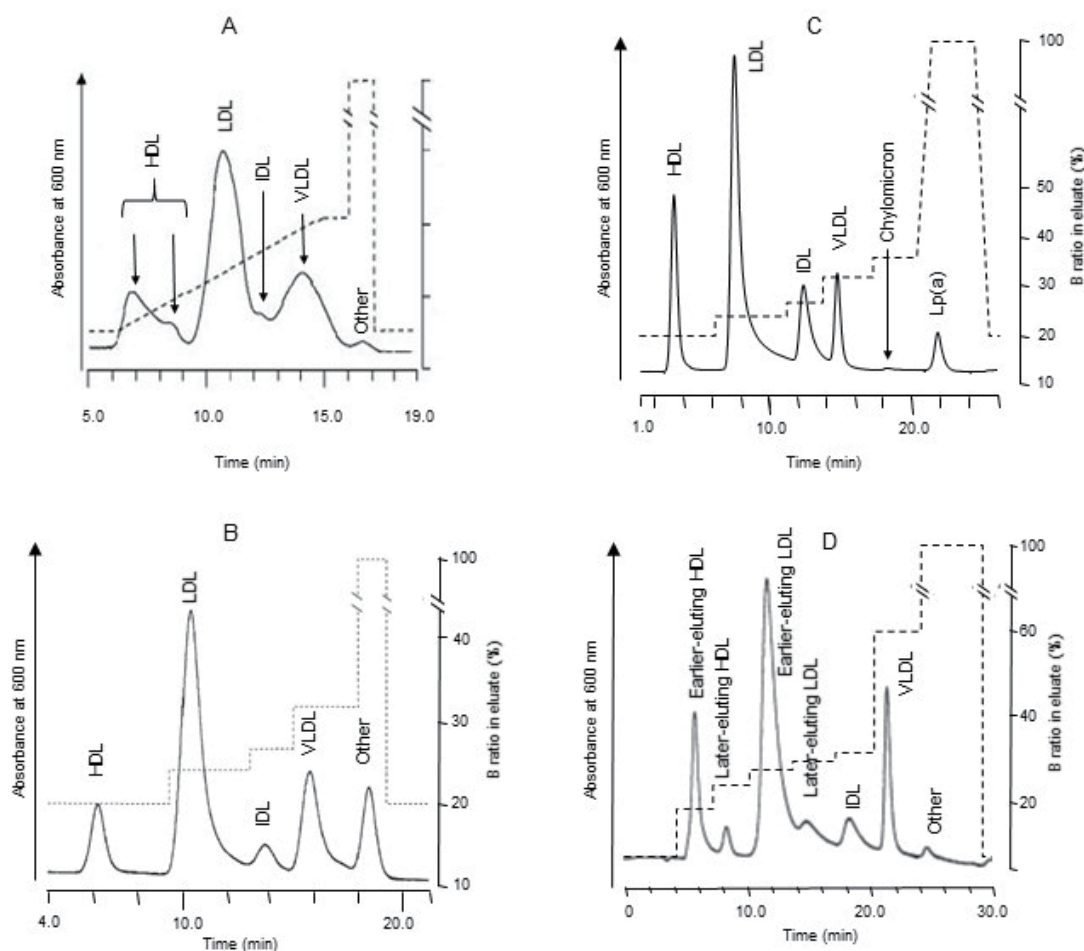 A
Absorbance at 600 nm
HDL
LDL
IDL
VLDL
Other
5.0 10.0 15.0 19.0
Time (min)
C
Absorbance at 600 nm
HDL
LDL
IDL
VLDL
Chylomicron
Lp(a)
100
50
40
30
20
10
B ratio in eluate (%)
1.0 10.0 20.0
Time (min)
B
Absorbance at 600 nm
HDL
LDL
IDL
VLDL
Other
100
40
30
20
10
B ratio in eluate (%)
4.0 10.0 20.0
Time (min)
D
Absorbance at 600 nm
Earlier-eluting HDL
Later-eluting HDL
Earlier-eluting LDL
Later-eluting LDL
IDL
VLDL
Other
100
60
40
20
B ratio in eluate (%)
0 10.0 20.0 30.0
Time (min)